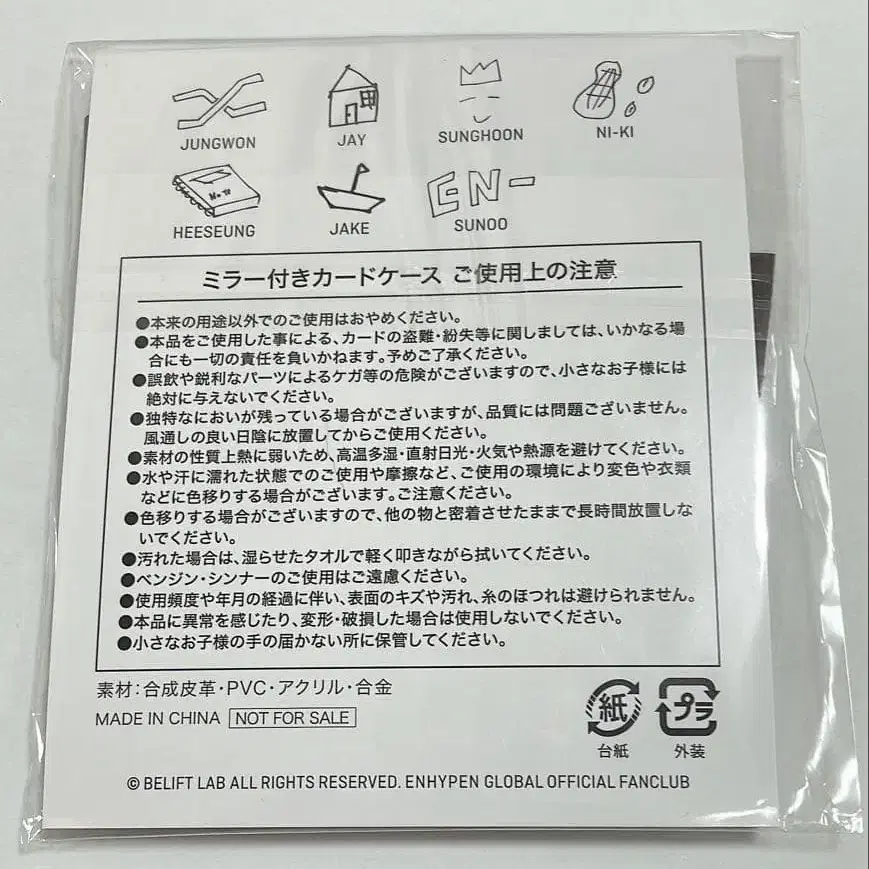 JUNGWON
JAY
SUNGHOON
NI-KI
EN-
HEESEUNG
JAKE
SUNOO
ミラー付きカードケース ご使用上の注意
●本来の用途以外でのご使用はおやめください。
●本品をご使用した事による、カードの盗難・紛失等に関しましては、いかなる場
合にも一切の責任を負いかねます。予めご了承ください。
●誤飲や鋭利なパーツによるケガ等の危険がございますので、小さなお子様には
絶対に与えないでください。
●独特なにおいが残っている場合がございますが、品質には問題ございません。
風通しの良い日陰に放置してからご使用ください。
●素材の性質上熱に弱いため、高温多湿・直射日光・火気や熱源を避けてください。
●水や汗に濡れた状態でのご使用や摩擦など、ご使用の環境により変色や衣類
などに色移りする場合がございます。ご注意ください。
●色移りする場合がございますので、他の物と密着させたままで長時間放置しな
いでください。
●汚れた場合は、湿らせたタオルで軽く叩きながら拭いてください。
●ベンジン・シンナーのご使用はご遠慮ください。
●使用頻度や年月の経過に伴い、表面のキズや汚れ、糸のほつれは避けられません。
●本品に異常を感じたり、変形・破損した場合は使用しないでください。
●小さなお子様の手の届かない所に保管してください。
素材：合成皮革・PVC・アクリル・合金
MADE IN CHINA NOT FOR SALE
紙 プラ
台紙 外装
© BELIFT LAB ALL RIGHTS RESERVED. ENHYPEN GLOBAL OFFICIAL FANCLUB